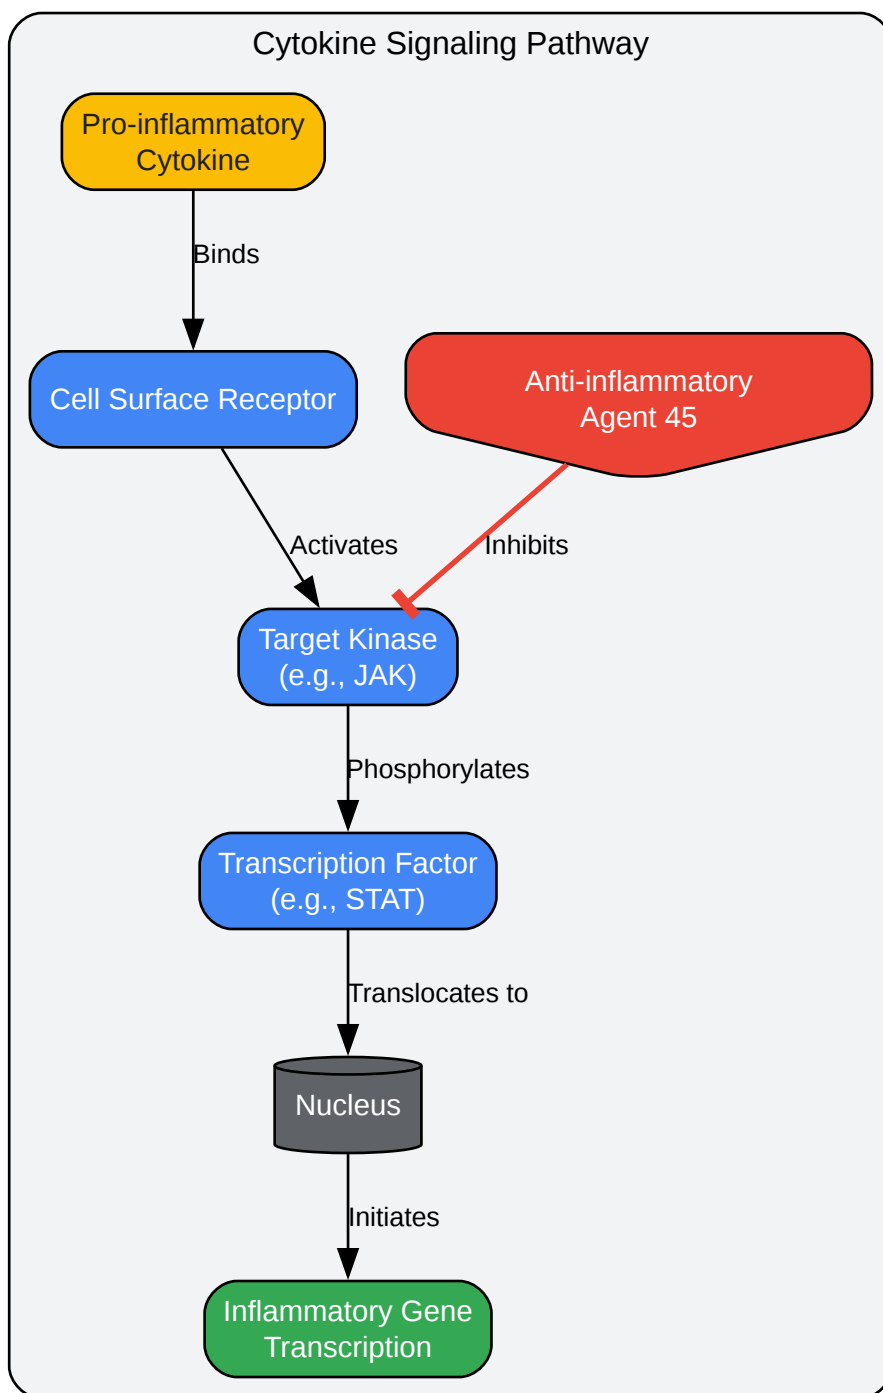 Cytokine Signaling Pathway
Pro-inflammatory
Cytokine
Binds
Cell Surface Receptor
Anti-inflammatory
Agent 45
Activates
Inhibits
Target Kinase
(e.g., JAK)
Phosphorylates
Transcription Factor
(e.g., STAT)
Translocates to
Nucleus
Initiates
Inflammatory Gene
Transcription